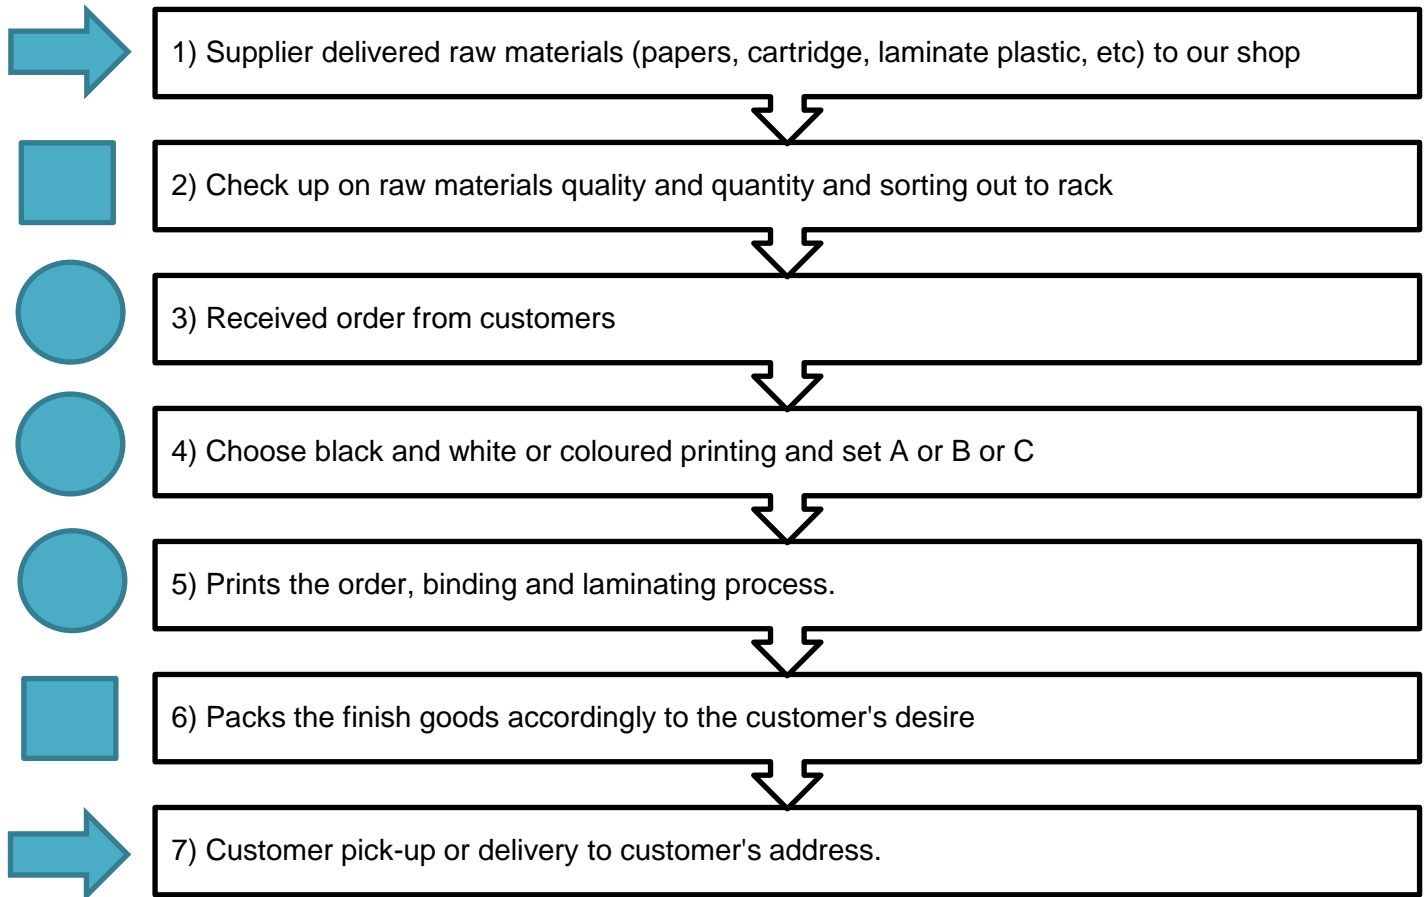 1) Supplier delivered raw materials (papers, cartridge, laminate plastic, etc) to our shop
2) Check up on raw materials quality and quantity and sorting out to rack
3) Received order from customers
4) Choose black and white or coloured printing and set A or B or C
5) Prints the order, binding and laminating process.
6) Packs the finish goods accordingly to the customer's desire
7) Customer pick-up or delivery to customer's address.